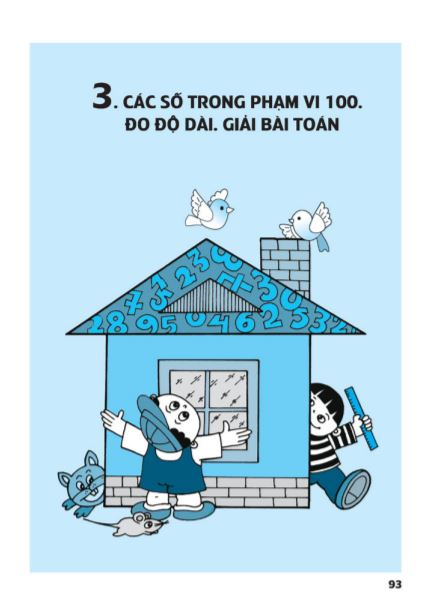 3. CÁC SỐ TRONG PHẠM VI 100.
ĐO ĐỘ DÀI. GIẢI BÀI TOÁN
93